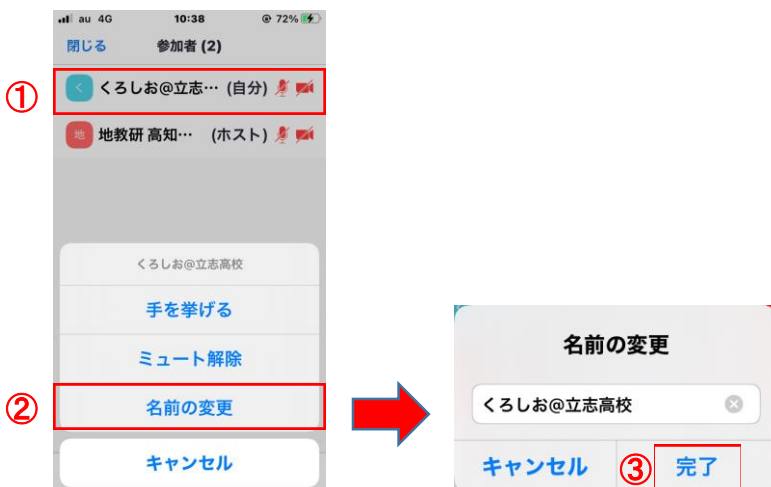 au 4G 10:38 72%
閉じる 参加者 (2)
① く くろしお@立志… (自分)
地 地教研 高知… (ホスト)
くろしお@立志高校
手を挙げる
ミュート解除
② 名前の変更
キャンセル
名前の変更
くろしお@立志高校
キャンセル ③ 完了